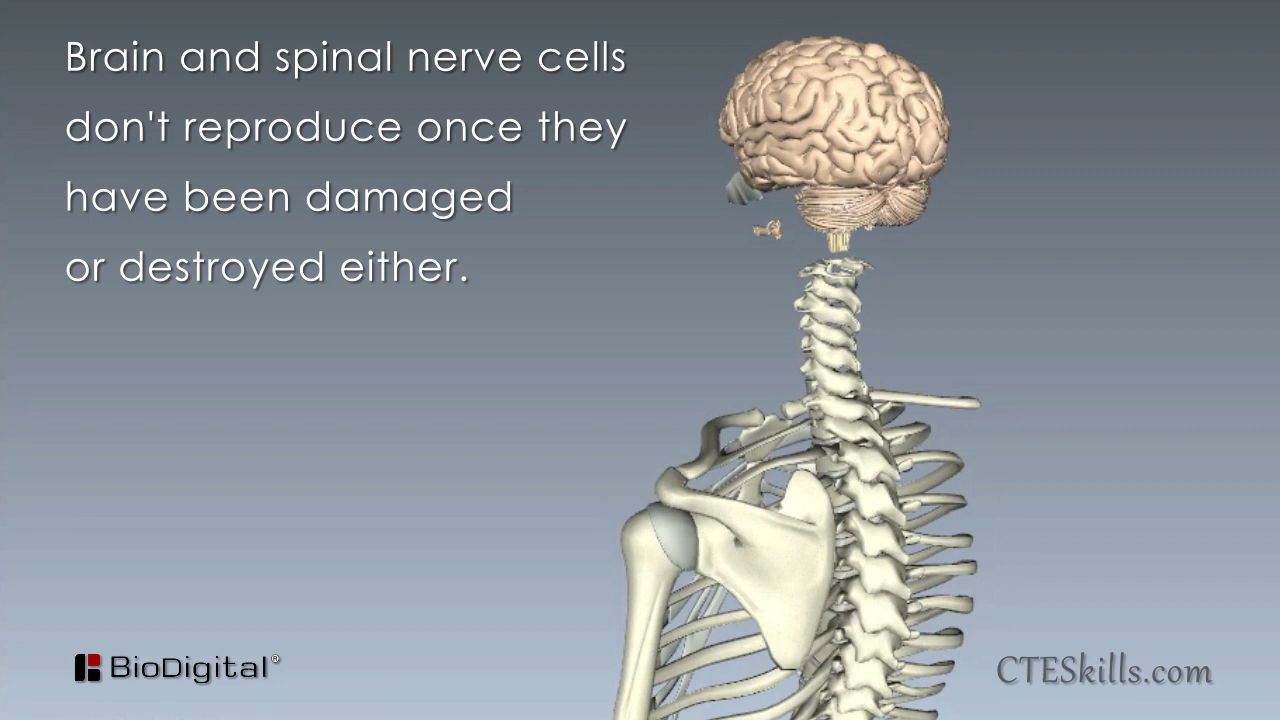 Brain and spinal nerve cells
don't reproduce once they
have been damaged
or destroyed either.
BioDigital®
CTESkills.com